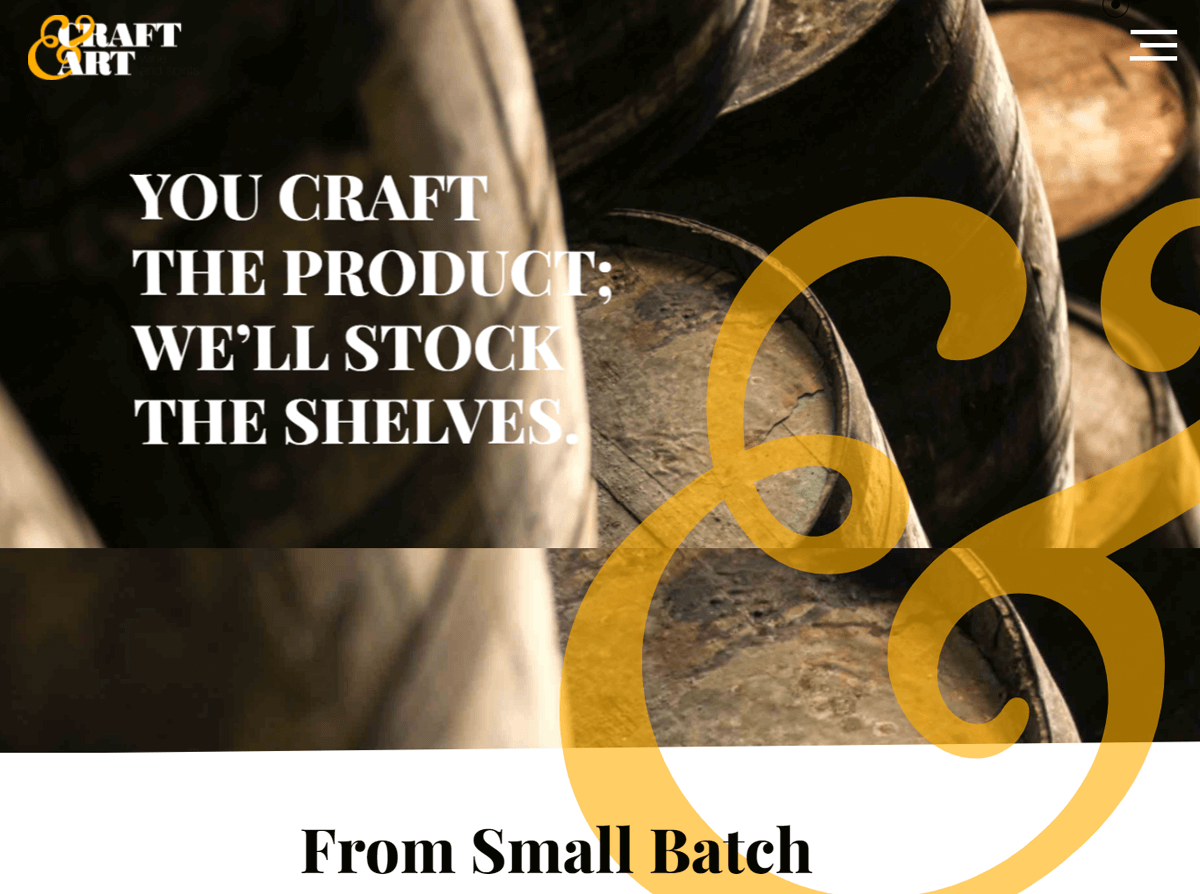 & CRAFT
ART
YOU CRAFT
THE PRODUCT;
WE’LL STOCK
THE SHELVES.
&
From Small Batch